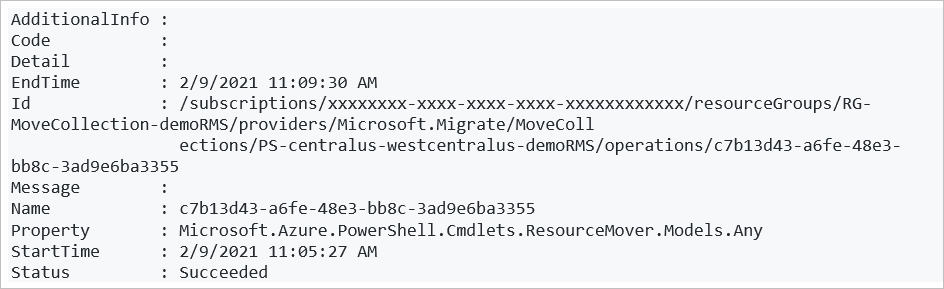 AdditionalInfo :
Code           :
Detail         :
EndTime        : 2/9/2021 11:09:30 AM
Id             : /subscriptions/xxxxxxxx-xxxx-xxxx-xxxx-xxxxxxxxxxxx/resourceGroups/RG-
MoveCollection-demoRMS/providers/Microsoft.Migrate/MoveColl
                 ections/PS-centralus-westcentralus-demoRMS/operations/c7b13d43-a6fe-48e3-
bb8c-3ad9e6ba3355
Message        :
Name           : c7b13d43-a6fe-48e3-bb8c-3ad9e6ba3355
Property       : Microsoft.Azure.PowerShell.Cmdlets.ResourceMover.Models.Any
StartTime      : 2/9/2021 11:05:27 AM
Status         : Succeeded